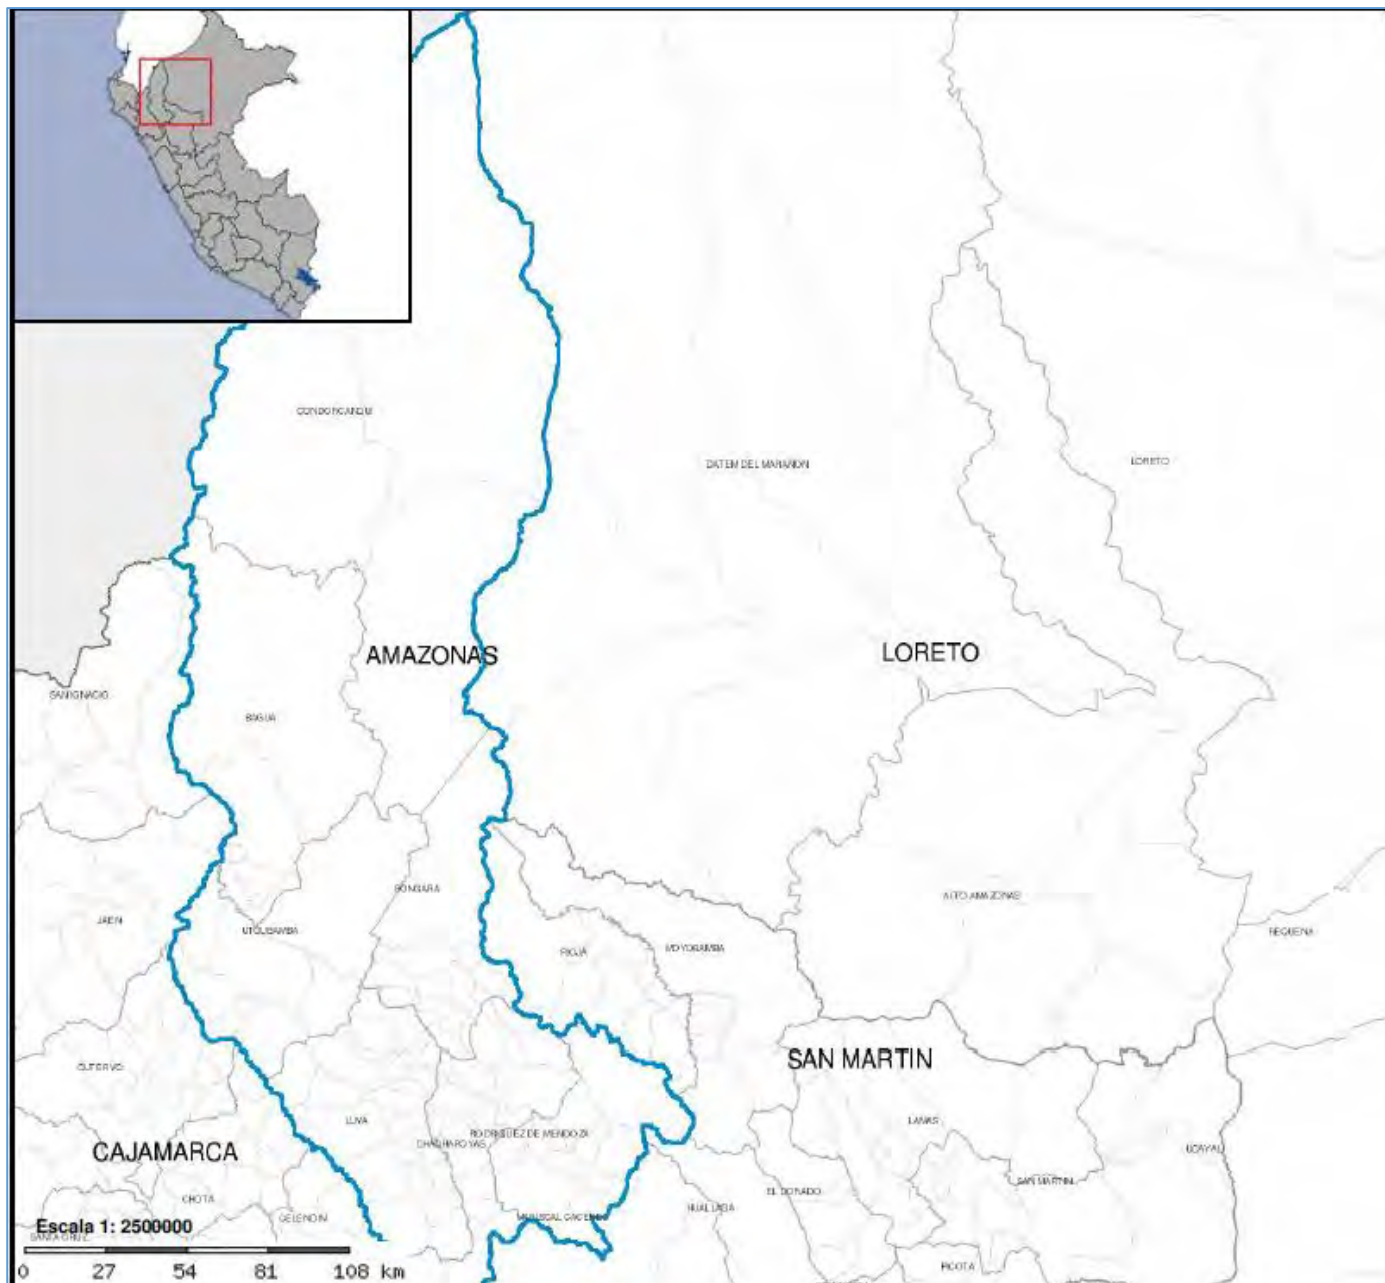 CONDORCANQUI
DATEM DEL MARAÑON
LORETO
AMAZONAS
LORETO
SAN IGNACIO
BAGUA
BONGARA
ALTO AMAZONAS
JAEN
UTCUBAMBA
RIOJA
MOYOBAMBA
REQUENA
SAN MARTIN
CUTERVO
LUYA
RODRIGUEZ DE MENDOZA
LAMAS
CHACHAPOYAS
CAJAMARCA
UCAYALI
SAN MARTIN
EL DORADO
CHOTA
HUALLAGA
CELENDIN
MARISCAL CACERES
Escala 1: 2500000
SANTA CRUZ
PICOTA
0 27 54 81 108 km